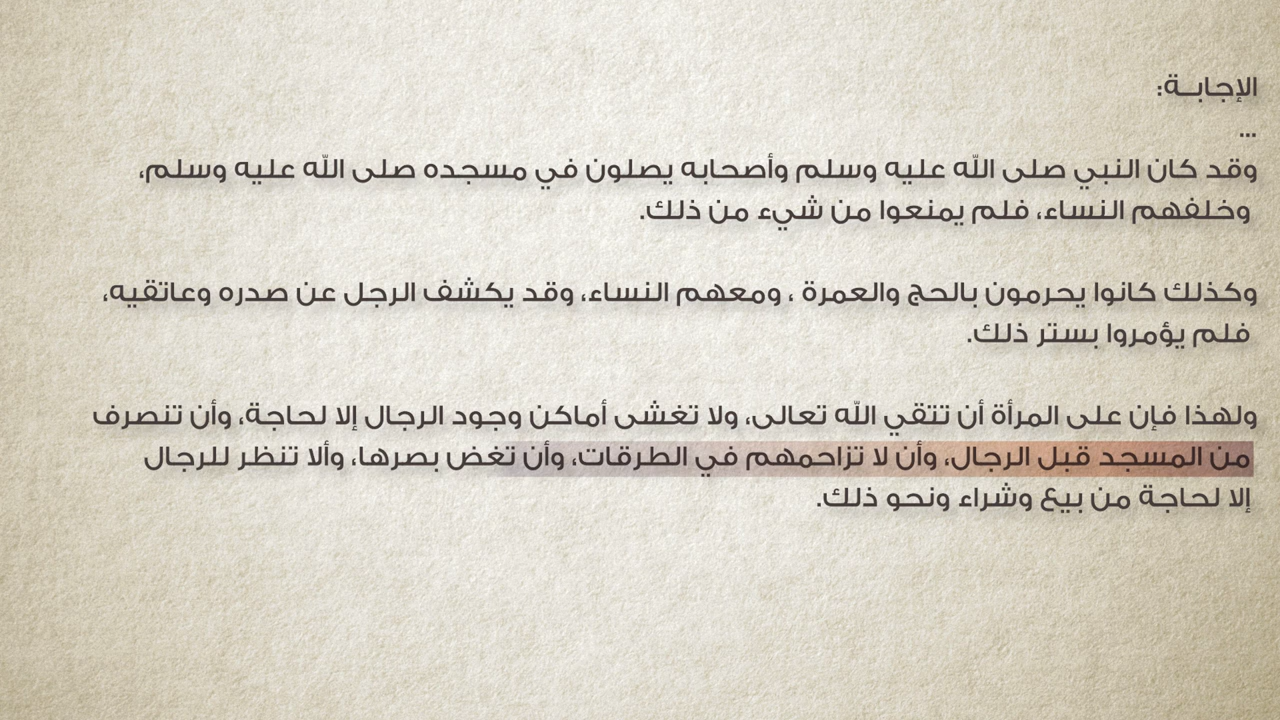 الإجابــة:
...
وقد كان النبي صلى الله عليه وسلم وأصحابه يصلون في مسجده صلى الله عليه وسلم،
وخلفهم النساء، فلم يمنعوا من شيء من ذلك.
وكذلك كانوا يحرمون بالحج والعمرة ، ومعهم النساء، وقد يكشف الرجل عن صدره وعاتقيه،
فلم يؤمروا بستر ذلك.
ولهذا فإن على المرأة أن تتقي الله تعالى، ولا تغشى أماكن وجود الرجال إلا لحاجة، وأن تنصرف
من المسجد قبل الرجال، وأن لا تزاحمهم في الطرقات، وأن تغض بصرها، وألا تنظر للرجال
إلا لحاجة من بيع وشراء ونحو ذلك.